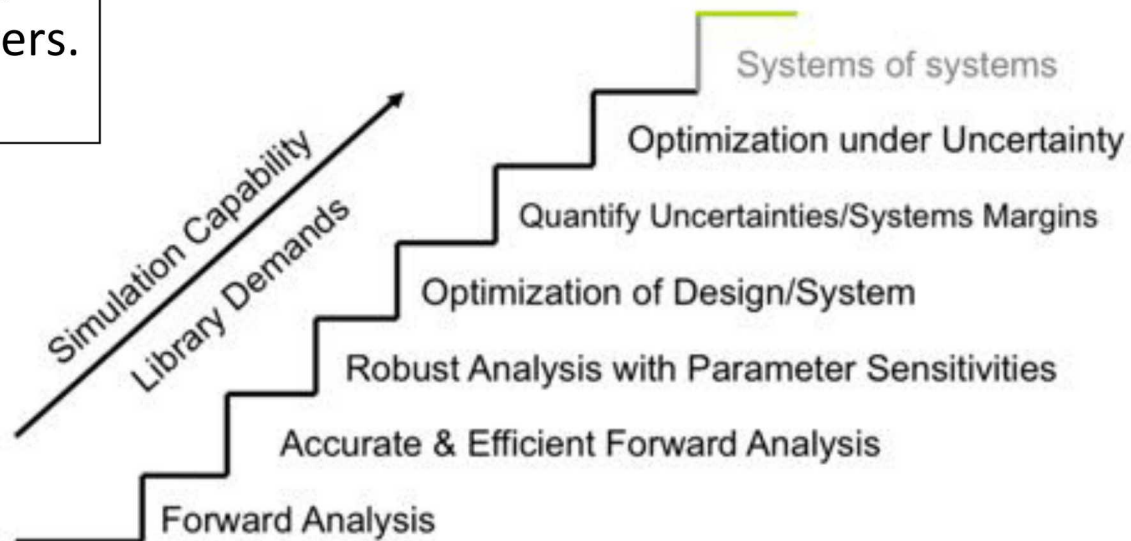 ers.
Systems of systems
Optimization under Uncertainty
Quantify Uncertainties/Systems Margins
Optimization of Design/System
Robust Analysis with Parameter Sensitivities
Accurate & Efficient Forward Analysis
Forward Analysis
Simulation Capability
Library Demands